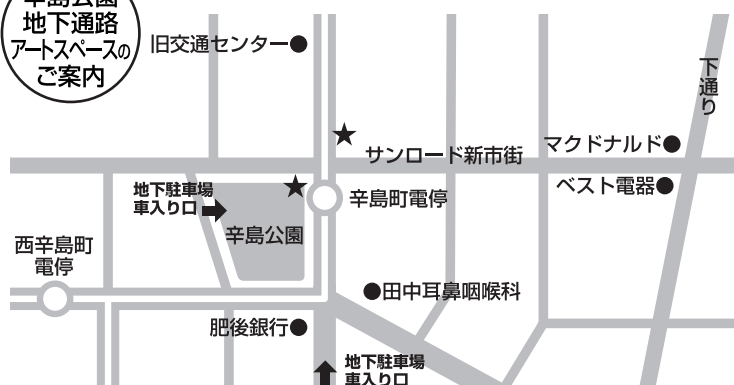 辛島公園
地下通路
アートスペースの
ご案内
旧交通センター●
下通り
★
サンロード新市街
マクドナルド●
ベスト電器●
地下駐車場
車入り口
★
辛島町電停
辛島公園
西辛島町
電停
●田中耳鼻咽喉科
肥後銀行●
地下駐車場
車入り口